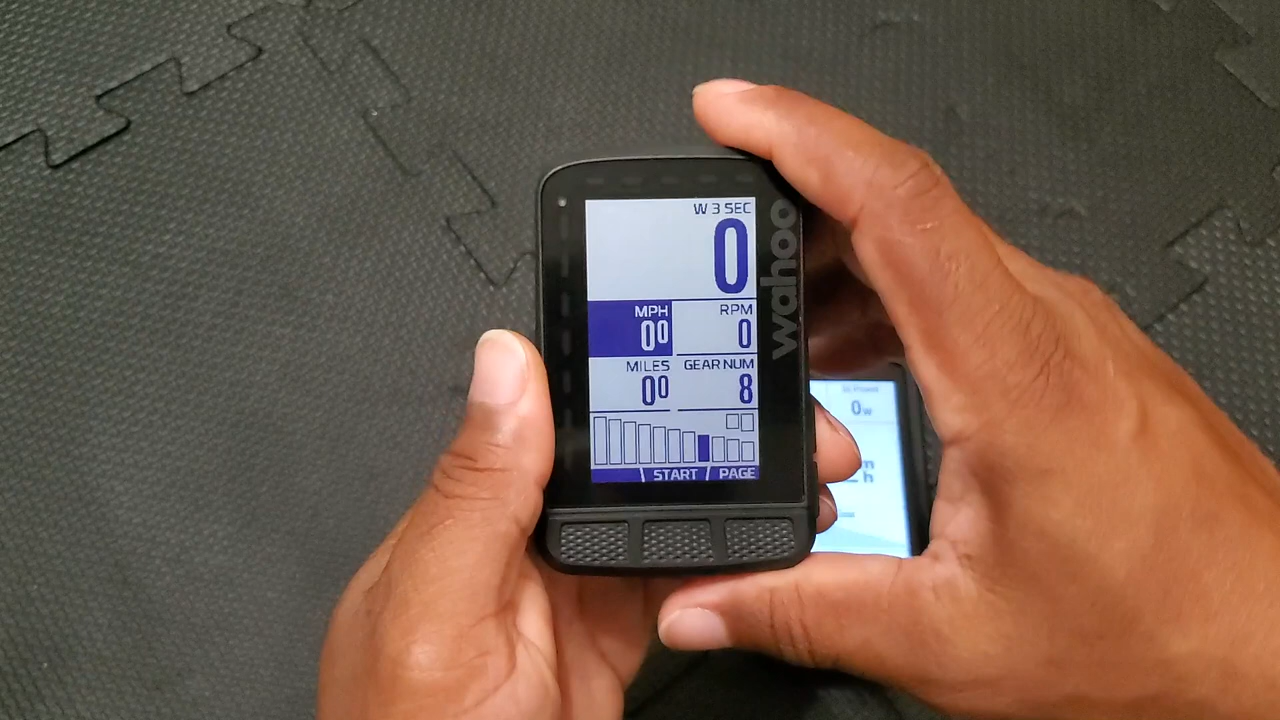 W 3 SEC
0
MPH
00
RPM
0
MILES
00
GEAR NUM
8
START
PAGE
wahoo
0w